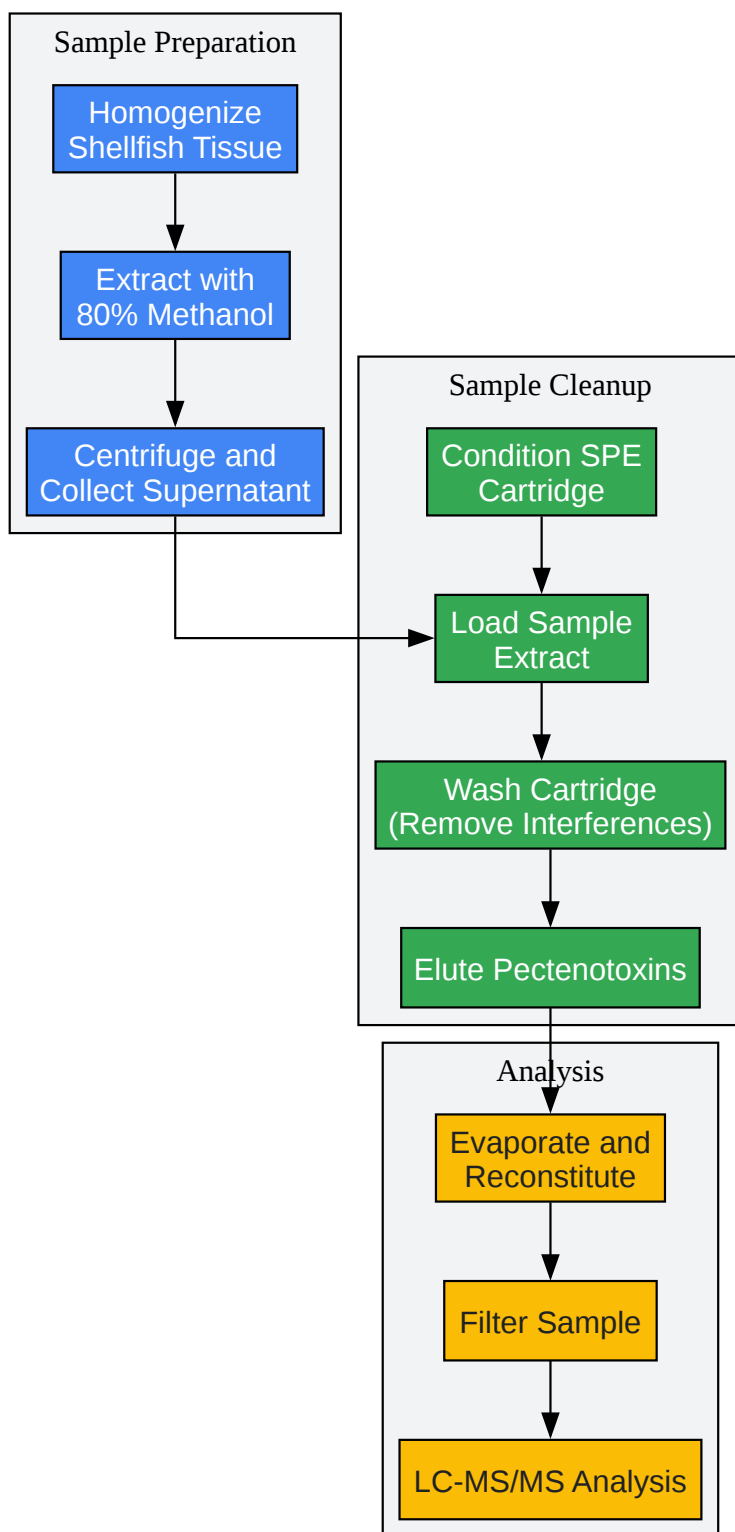 Sample Preparation
Homogenize
Shellfish Tissue
Extract with
80% Methanol
Centrifuge and
Collect Supernatant
Sample Cleanup
Condition SPE
Cartridge
Load Sample
Extract
Wash Cartridge
(Remove Interferences)
Elute Pectenotoxins
Analysis
Evaporate and
Reconstitute
Filter Sample
LC-MS/MS Analysis